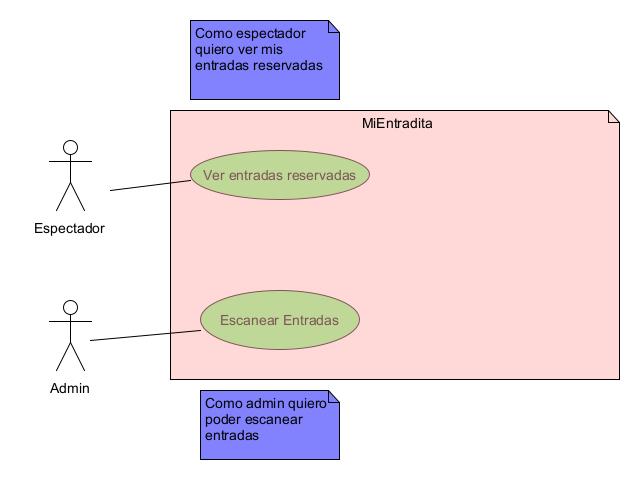 Como espectador
quiero ver mis
entradas reservadas
MiEntradita
Ver entradas reservadas
Espectador
Escanear Entradas
Admin
Como admin quiero
poder escanear
entradas